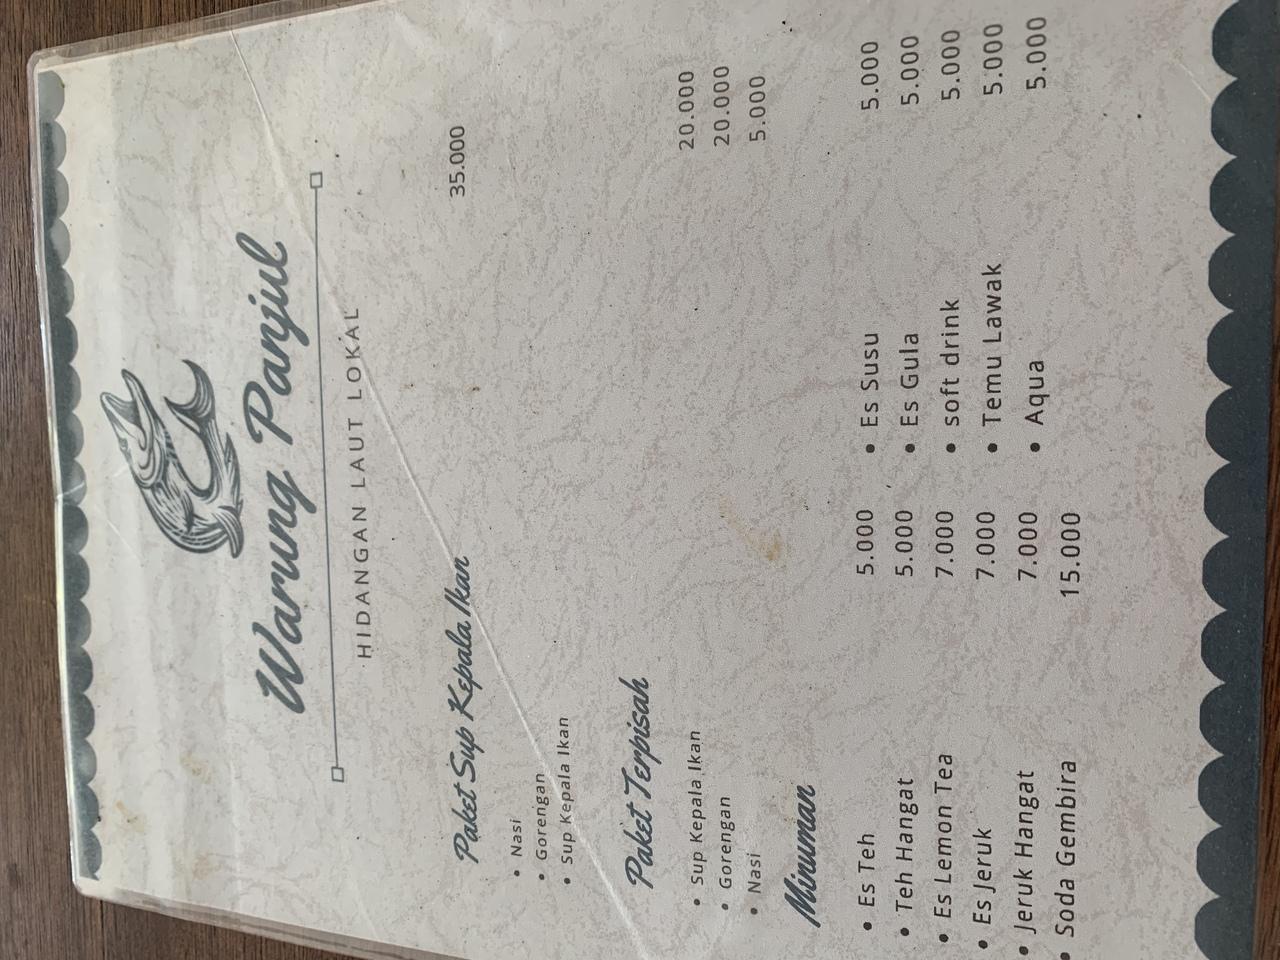 Warung Panjul
HIDANGAN LAUT LOKAL
Paket Sup Kepala Ikan 35.000
• Nasi
• Gorengan
• Sup Kepala Ikan
Paket Terpisah
• Sup Kepala Ikan 20.000
• Gorengan 20.000
• Nasi 5.000
Minuman
• Es Teh 5.000 • Es Susu 5.000
• Teh Hangat 5.000 • Es Gula 5.000
• Es Lemon Tea 7.000 • soft drink 5.000
• Es Jeruk 7.000 • Temu Lawak 5.000
• Jeruk Hangat 7.000 • Aqua 5.000
• Soda Gembira 15.000